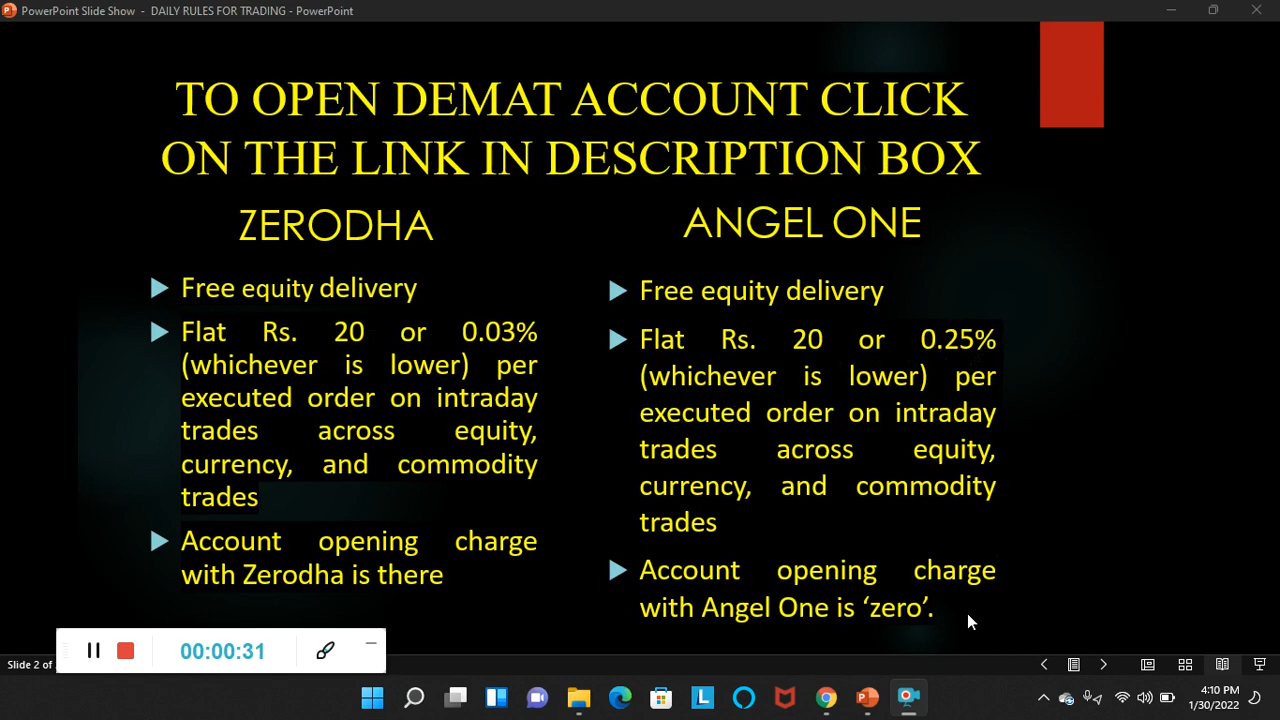 PowerPoint Slide Show - DAILY RULES FOR TRADING - PowerPoint
TO OPEN DEMAT ACCOUNT CLICK
ON THE LINK IN DESCRIPTION BOX
ZERODHA
Free equity delivery
Flat Rs. 20 or 0.03%
(whichever is lower) per
executed order on intraday
trades across equity,
currency, and commodity
trades
Account opening charge
with Zerodha is there
ANGEL ONE
Free equity delivery
Flat Rs. 20 or 0.25%
(whichever is lower) per
executed order on intraday
trades across equity,
currency, and commodity
trades
Account opening charge
with Angel One is ‘zero’.
00:00:31
Slide 2 of
L
4:10 PM
1/30/2022